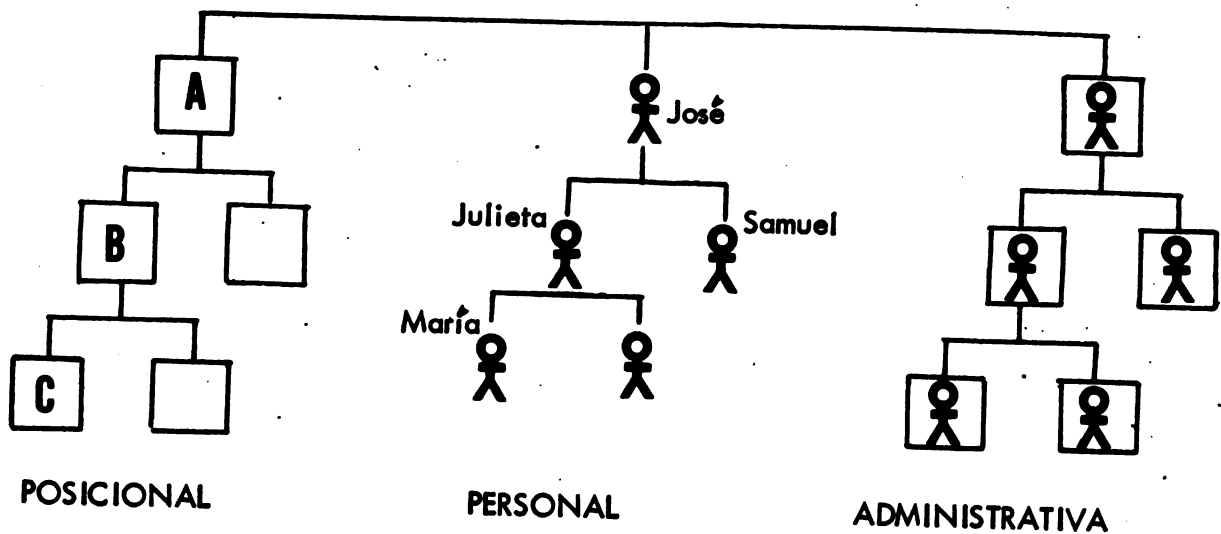 A
José
Julieta
Samuel
B
María
C
POSICIONAL
PERSONAL
ADMINISTRATIVA